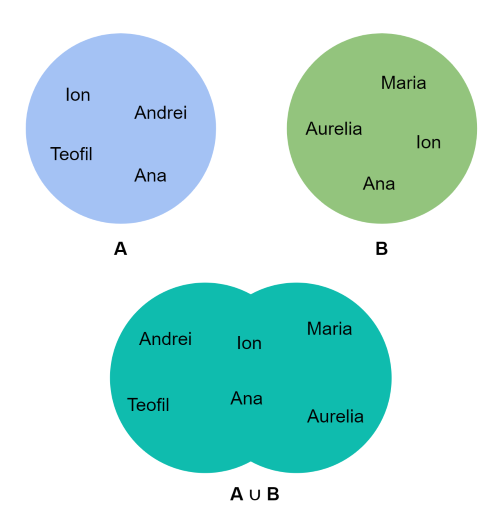 Ion
Andrei
Teofil
Ana
A
Maria
Aurelia
Ion
Ana
B
Andrei
Ion
Maria
Teofil
Ana
Aurelia
A ∪ B